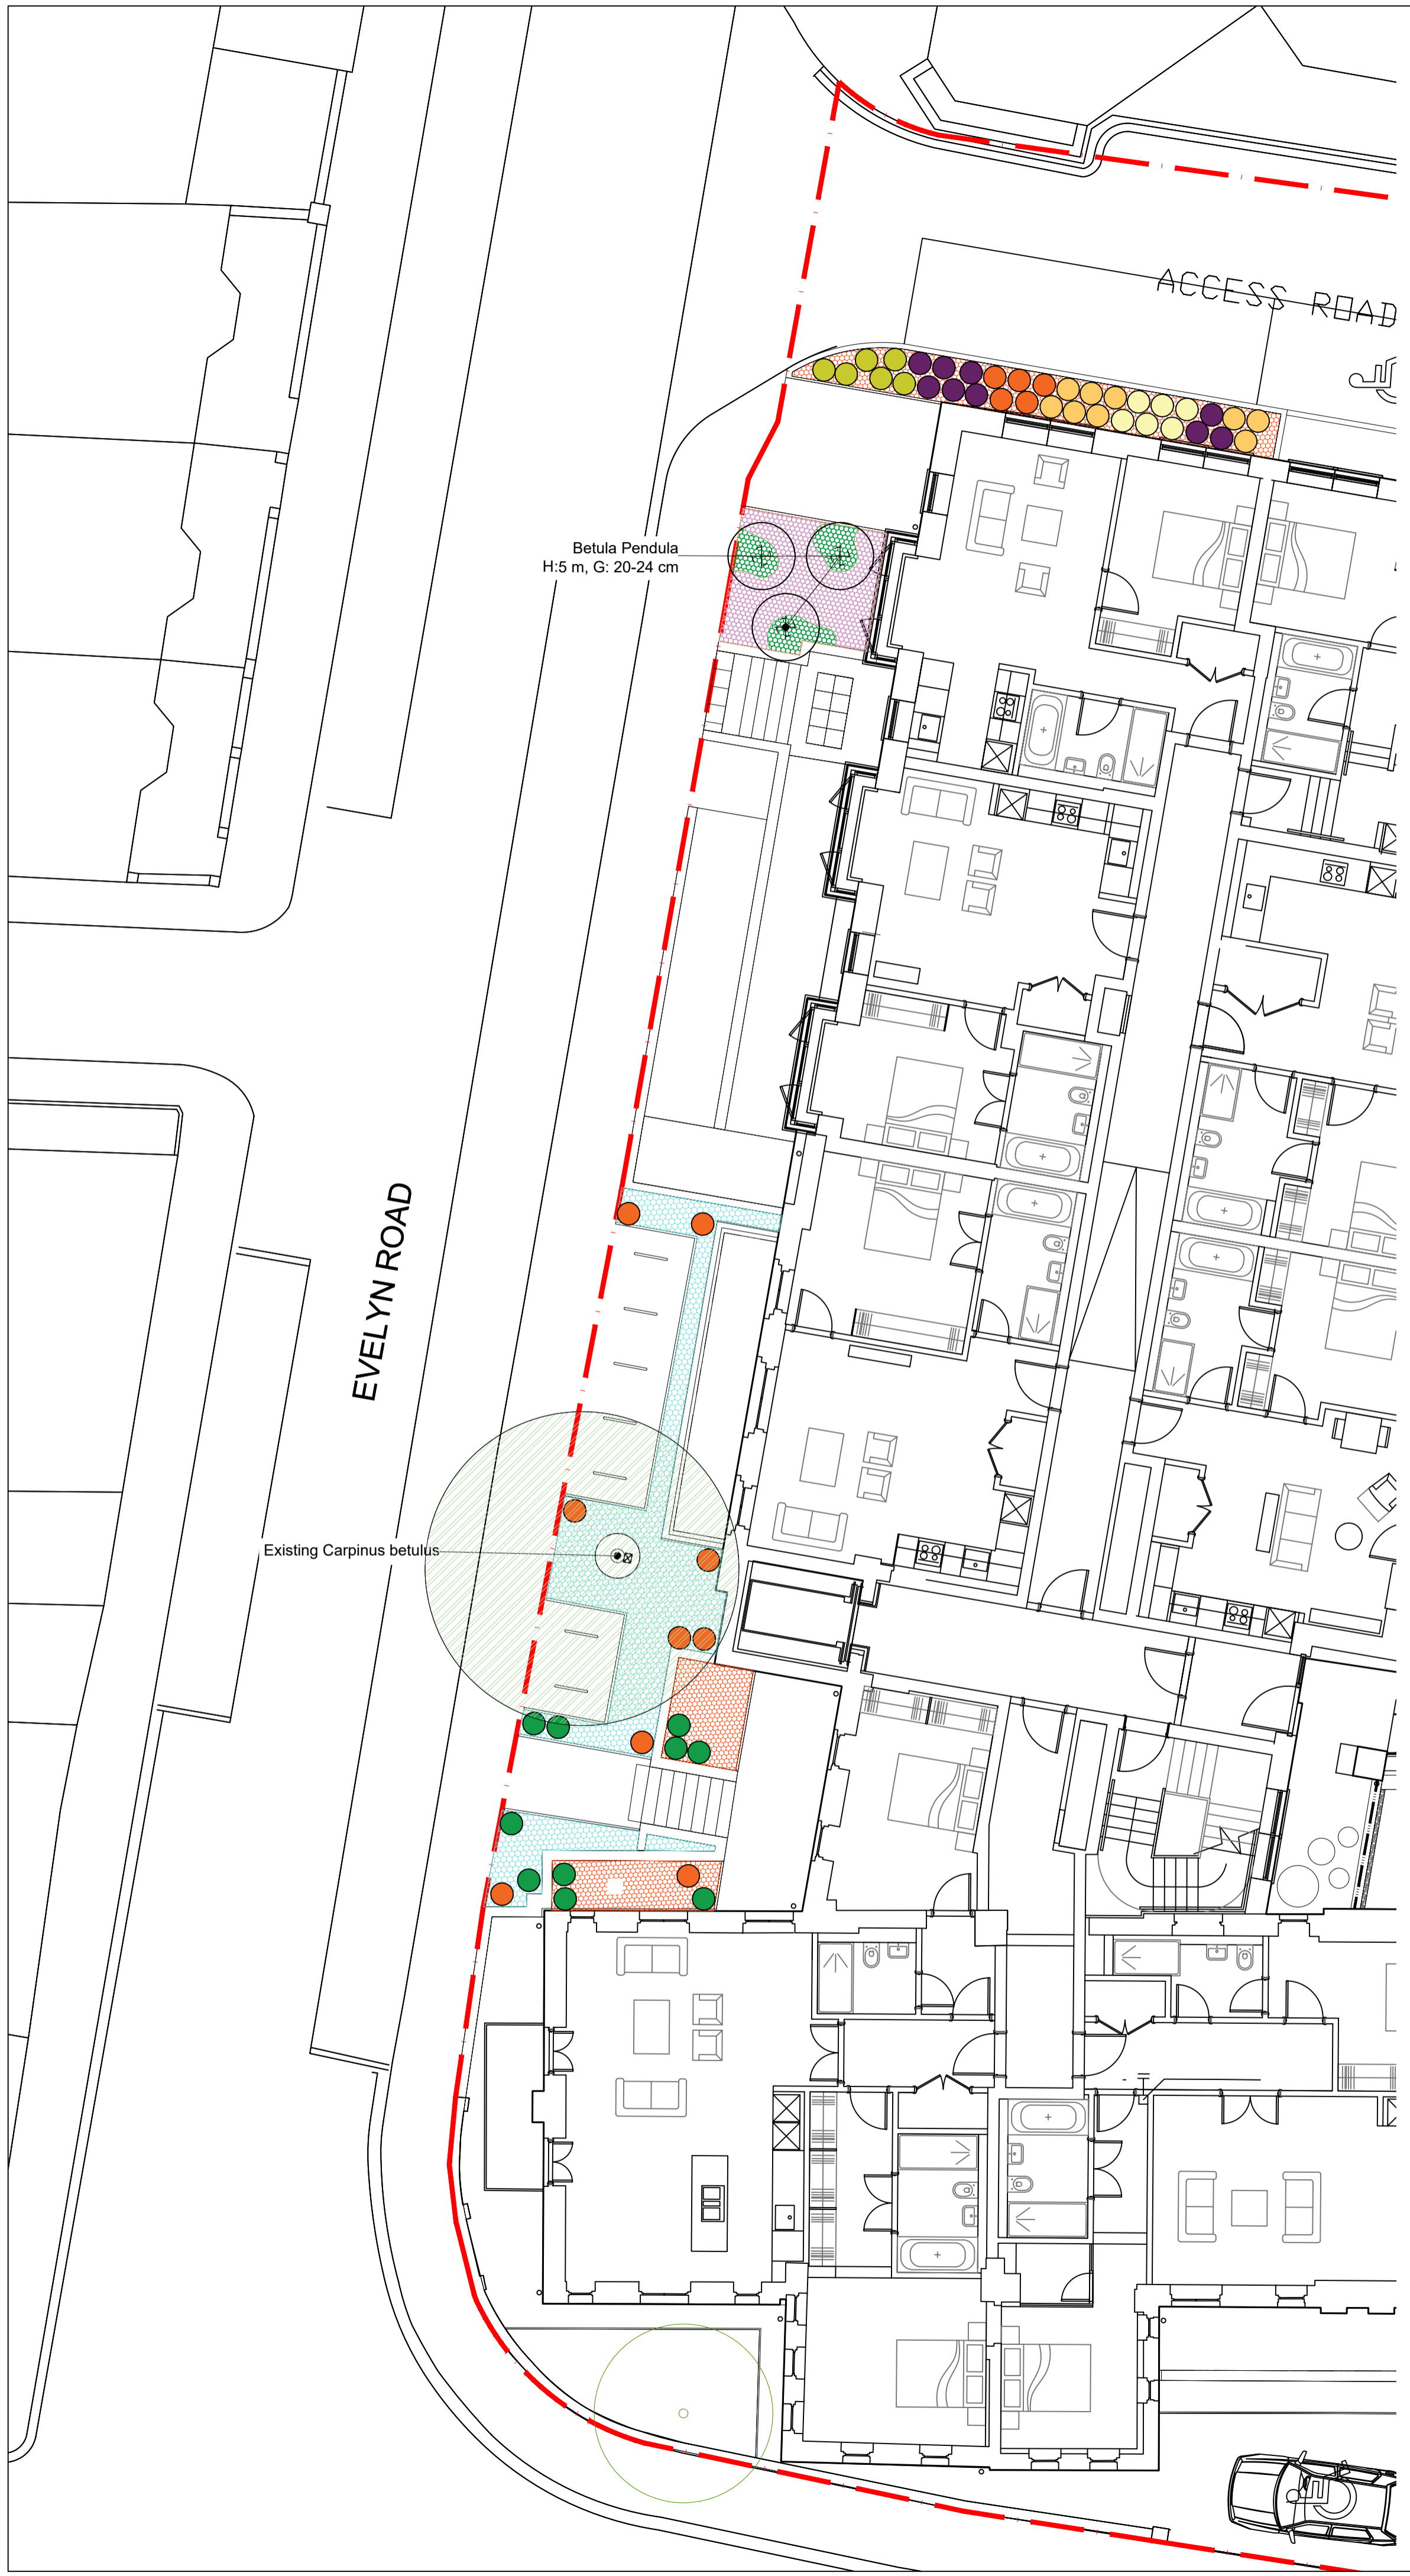 ACCESS ROAD
Betula Pendula
H:5 m, G: 20-24 cm
EVELYN ROAD
Existing Carpinus betulus